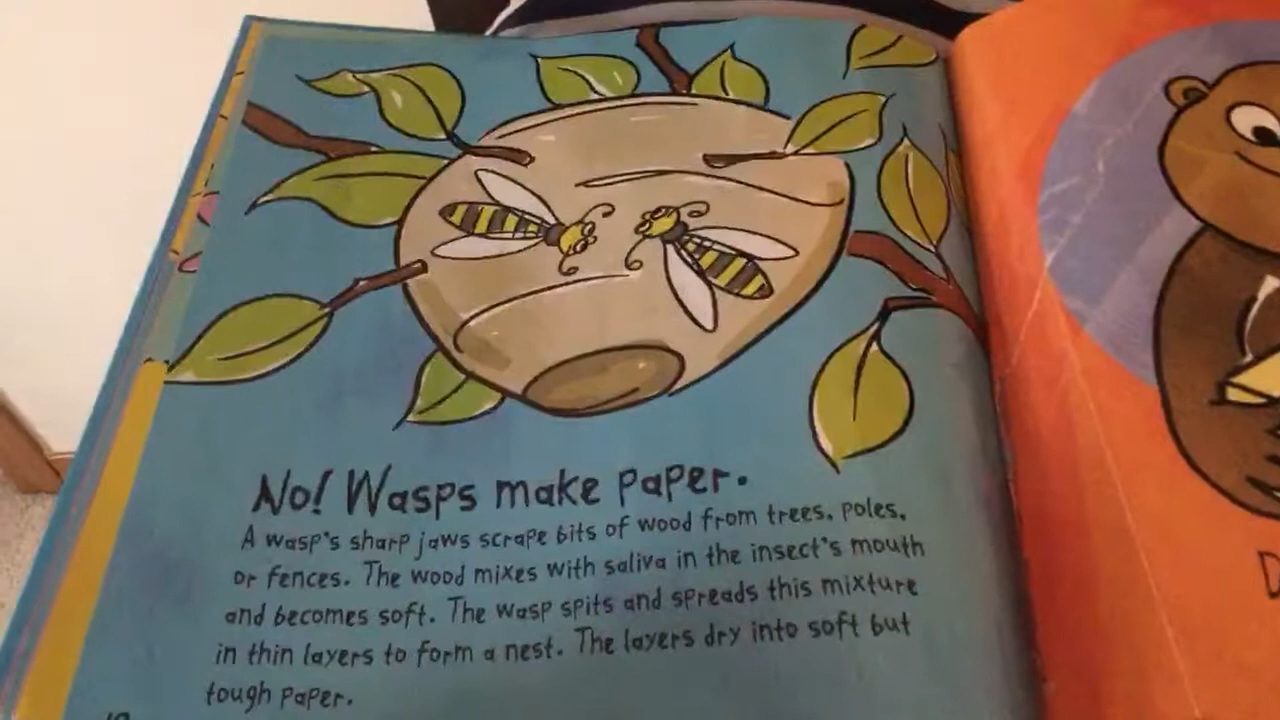 No! Wasps make paper.
A wasp's sharp jaws scrape bits of wood from trees, poles,
or fences. The wood mixes with saliva in the insect's mouth
and becomes soft. The wasp spits and spreads this mixture
in thin layers to form a nest. The layers dry into soft but
tough paper.